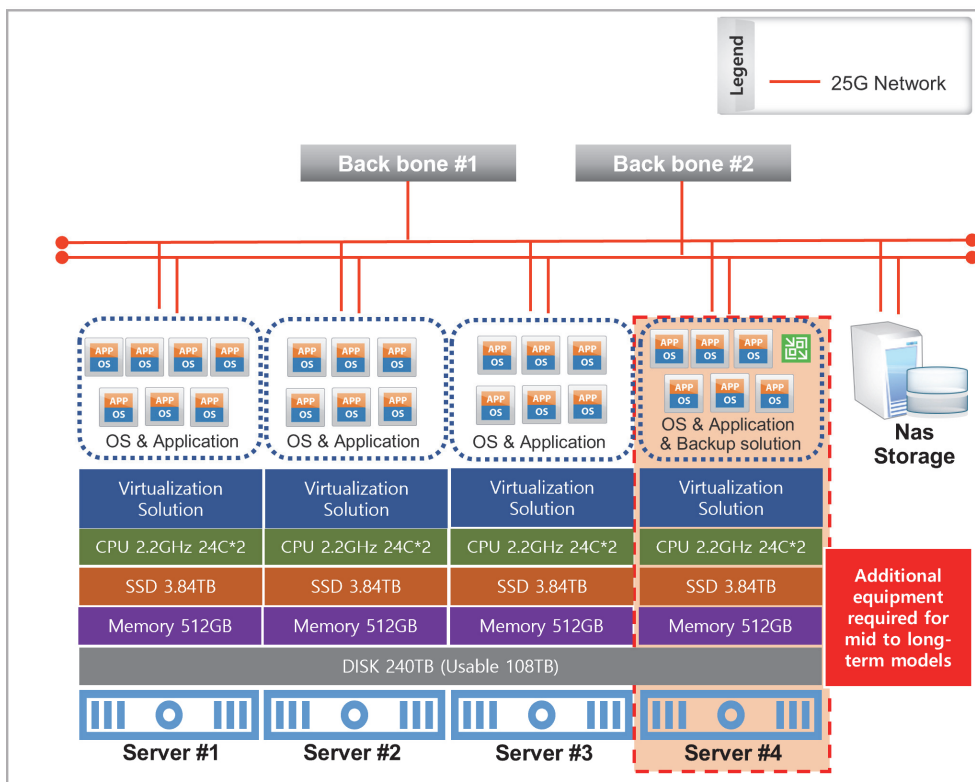 Legend
25G Network
Back bone #1
Back bone #2
APP APP APP APP
OS OS OS OS
APP APP APP
OS OS OS
OS & Application
APP APP APP
OS OS OS
APP APP APP
OS OS OS
OS & Application
APP APP APP
OS OS OS
APP APP APP
OS OS OS
OS & Application
APP APP APP
OS OS OS
APP APP APP
OS OS OS
OS & Application
& Backup solution
Nas
Storage
Virtualization
Solution
Virtualization
Solution
Virtualization
Solution
Virtualization
Solution
CPU 2.2GHz 24C*2
CPU 2.2GHz 24C*2
CPU 2.2GHz 24C*2
CPU 2.2GHz 24C*2
SSD 3.84TB
SSD 3.84TB
SSD 3.84TB
SSD 3.84TB
Memory 512GB
Memory 512GB
Memory 512GB
Memory 512GB
Additional
equipment
required for
mid to long-
term models
DISK 240TB (Usable 108TB)
Server #1
Server #2
Server #3
Server #4